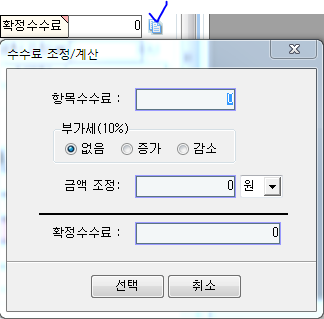 확정수수료 0
수수료 조정/계산
항목수수료 : 0
부가세(10%)
없음 증가 감소
금액 조정: 0 원
확정수수료 : 0
선택 취소